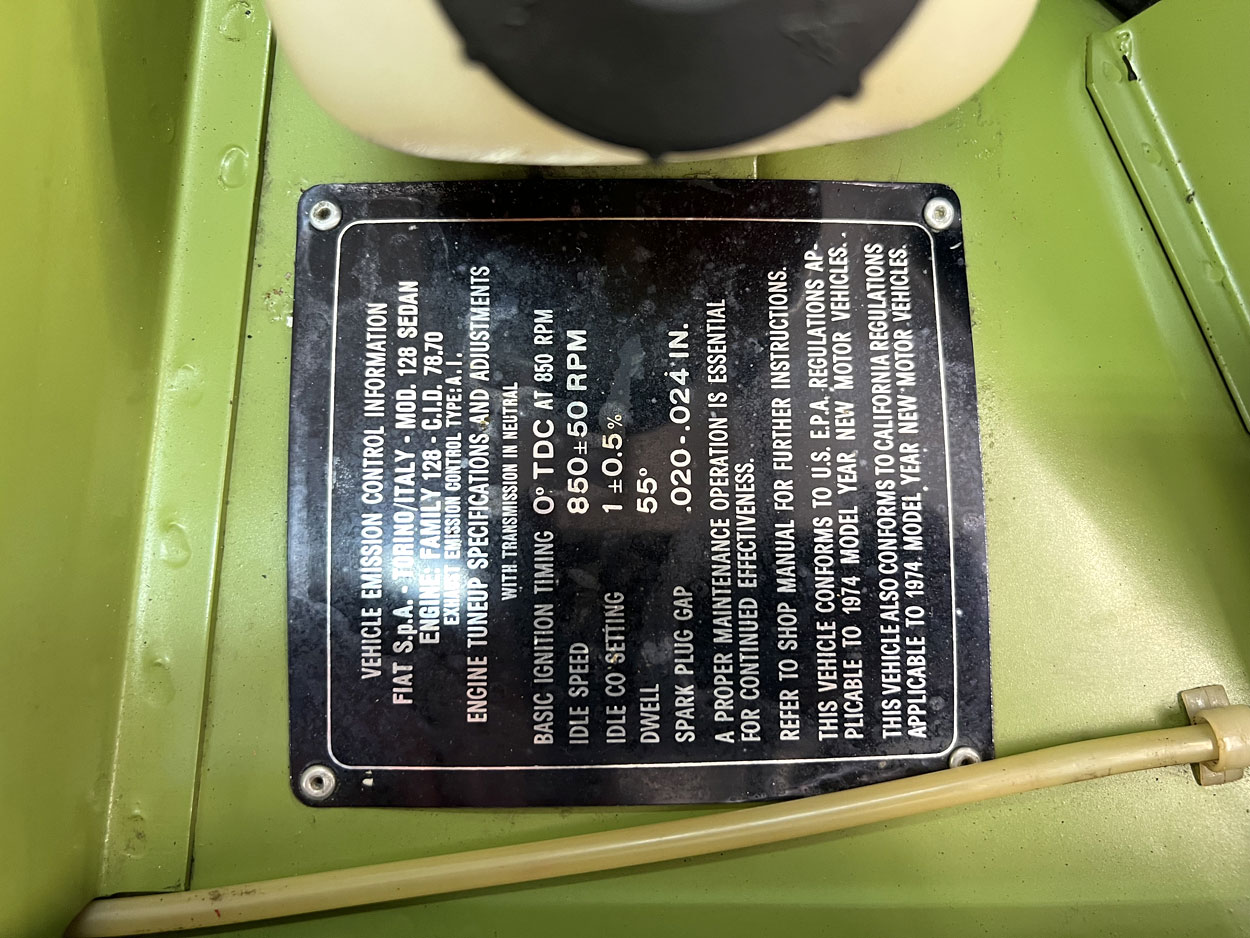 VEHICLE EMISSION CONTROL INFORMATION
FIAT S.p.A. - TORINO/ITALY - MOD. 128 SEDAN
ENGINE FAMILY 128 - C.I.D. 78.70
EXHAUST EMISSION CONTROL TYPE: A.I.
ENGINE TUNEUP SPECIFICATIONS AND ADJUSTMENTS
WITH TRANSMISSION IN NEUTRAL
BASIC IGNITION TIMING 0° TDC AT 850 RPM
IDLE SPEED 850±50 RPM
IDLE CO SETTING 1±0.5%
DWELL 55°
SPARK PLUG GAP .020-.024 IN.
A PROPER MAINTENANCE OPERATION IS ESSENTIAL
FOR CONTINUED EFFECTIVENESS.
REFER TO SHOP MANUAL FOR FURTHER INSTRUCTIONS.
THIS VEHICLE CONFORMS TO U.S. E.P.A. REGULATIONS AP-
PLICABLE TO 1974 MODEL YEAR NEW MOTOR VEHICLES.
THIS VEHICLE ALSO CONFORMS TO CALIFORNIA REGULATIONS
APPLICABLE TO 1974 MODEL YEAR NEW MOTOR VEHICLES.